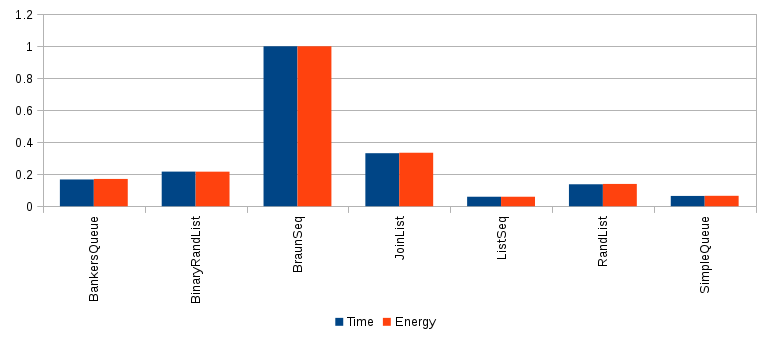 1.2
1
0.8
0.6
0.4
0.2
0
BankersQueue
BinaryRandList
BraunSeq
JoinList
ListSeq
RandList
SimpleQueue
Time Energy